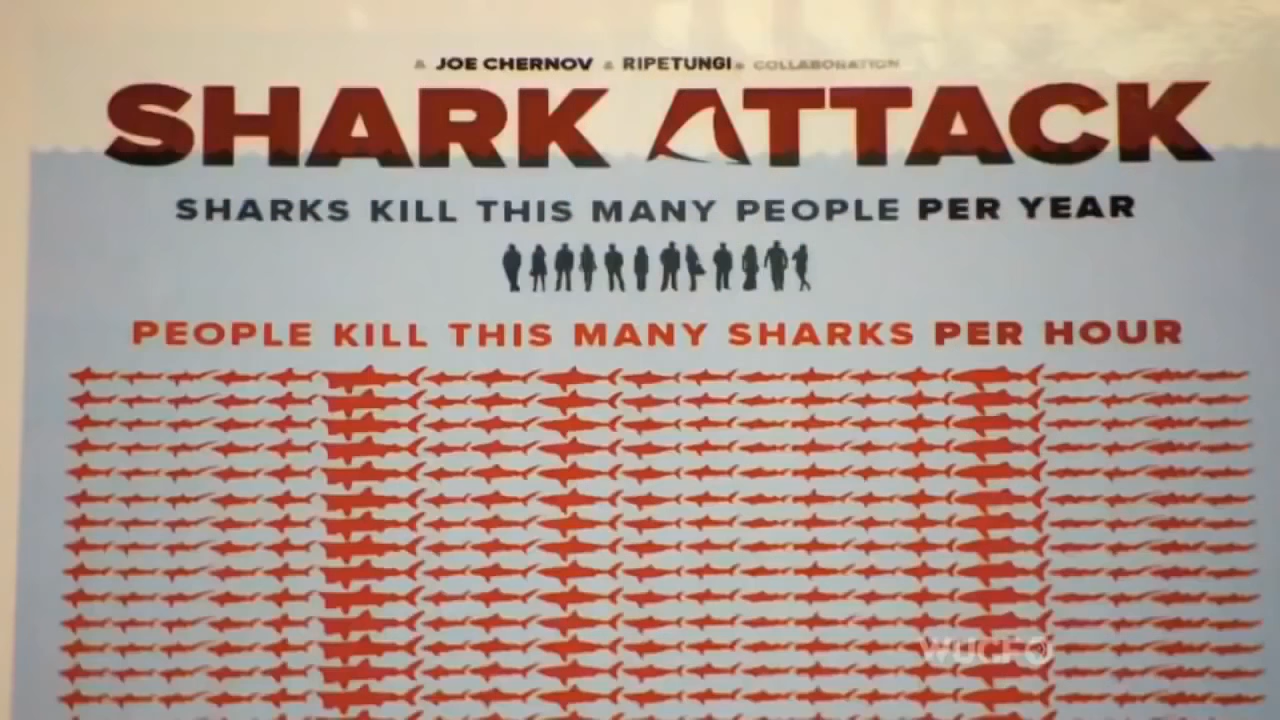 A JOE CHERNOV & RIPETUNGI COLLABORATION
SHARK ATTACK
SHARKS KILL THIS MANY PEOPLE PER YEAR
PEOPLE KILL THIS MANY SHARKS PER HOUR
WUCF